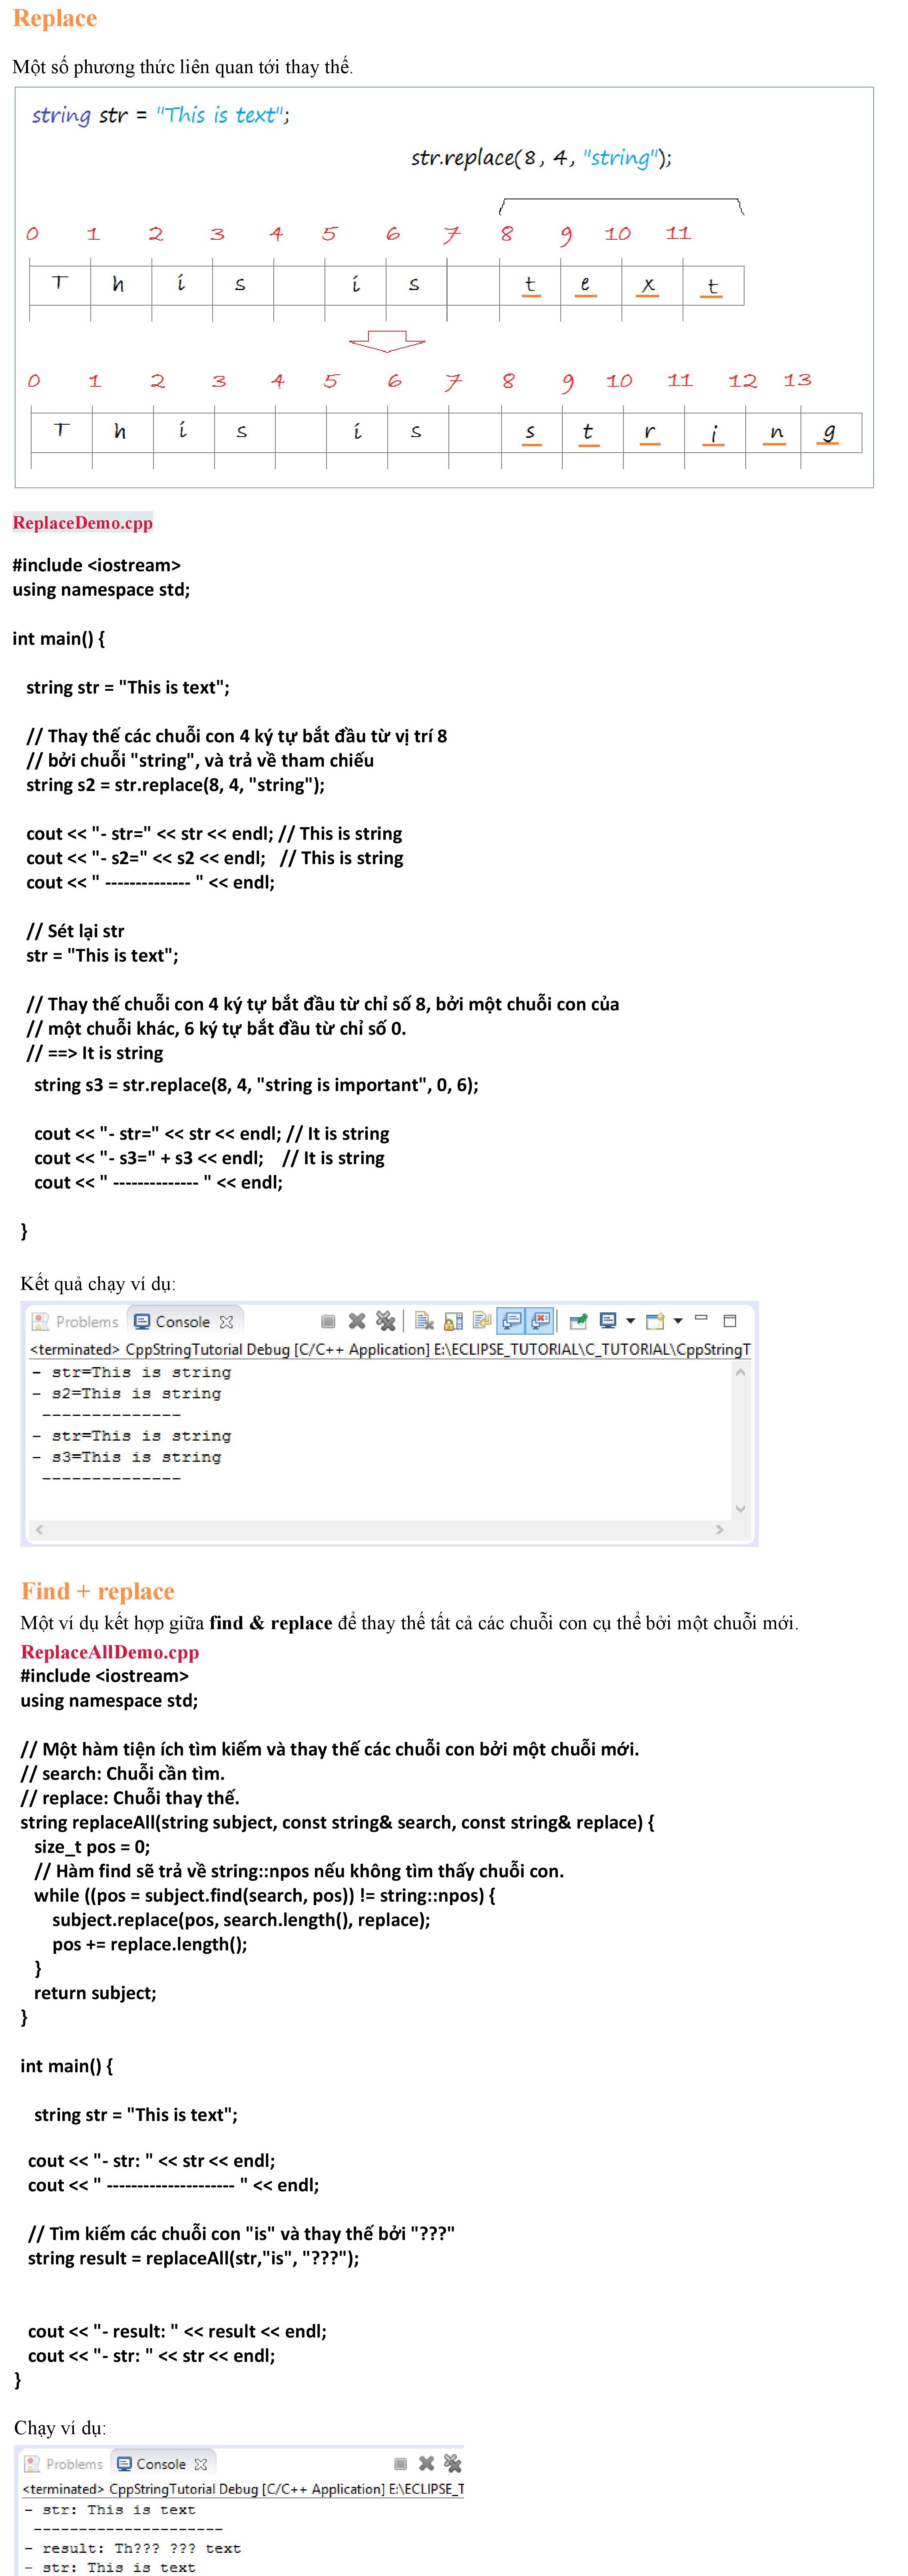 Replace
Một số phương thức liên quan tới thay thế.
string str = "This is text";
str.replace(8, 4, "string");
0 1 2 3 4 5 6 7 8 9 10 11
T h i s i s t e x t
0 1 2 3 4 5 6 7 8 9 10 11 12 13
T h i s i s s t r i n g
ReplaceDemo.cpp
#include <iostream>
using namespace std;
int main() {
string str = "This is text";
// Thay thế các chuỗi con 4 ký tự bắt đầu từ vị trí 8
// bởi chuỗi "string", và trả về tham chiếu
string s2 = str.replace(8, 4, "string");
cout << "- str=" << str << endl; // This is string
cout << "- s2=" << s2 << endl; // This is string
cout << " -------------- " << endl;
// Sét lại str
str = "This is text";
// Thay thế chuỗi con 4 ký tự bắt đầu từ chỉ số 8, bởi một chuỗi con của
// một chuỗi khác, 6 ký tự bắt đầu từ chỉ số 0.
// ==> It is string
string s3 = str.replace(8, 4, "string is important", 0, 6);
cout << "- str=" << str << endl; // It is string
cout << "- s3=" + s3 << endl; // It is string
cout << " -------------- " << endl;
}
Kết quả chạy ví dụ:
Problems Console
<terminated> CppStringTutorial Debug [C/C++ Application] E:\ECLIPSE_TUTORIAL\C_TUTORIAL\CppStringT
- str=This is string
- s2=This is string
--------------
- str=This is string
- s3=This is string
--------------
Find + replace
Một ví dụ kết hợp giữa find & replace để thay thế tất cả các chuỗi con cụ thể bởi một chuỗi mới.
ReplaceAllDemo.cpp
#include <iostream>
using namespace std;
// Một hàm tiện ích tìm kiếm và thay thế các chuỗi con bởi một chuỗi mới.
// search: Chuỗi cần tìm.
// replace: Chuỗi thay thế.
string replaceAll(string subject, const string& search, const string& replace) {
size_t pos = 0;
// Hàm find sẽ trả về string::npos nếu không tìm thấy chuỗi con.
while ((pos = subject.find(search, pos)) != string::npos) {
subject.replace(pos, search.length(), replace);
pos += replace.length();
}
return subject;
}
int main() {
string str = "This is text";
cout << "- str: " << str << endl;
cout << " --------------------- " << endl;
// Tìm kiếm các chuỗi con "is" và thay thế bởi "???"
string result = replaceAll(str,"is", "???");
cout << "- result: " << result << endl;
cout << "- str: " << str << endl;
}
Chạy ví dụ:
Problems Console
<terminated> CppStringTutorial Debug [C/C++ Application] E:\ECLIPSE_T
- str: This is text
---------------------
- result: Th??? ??? text
- str: This is text